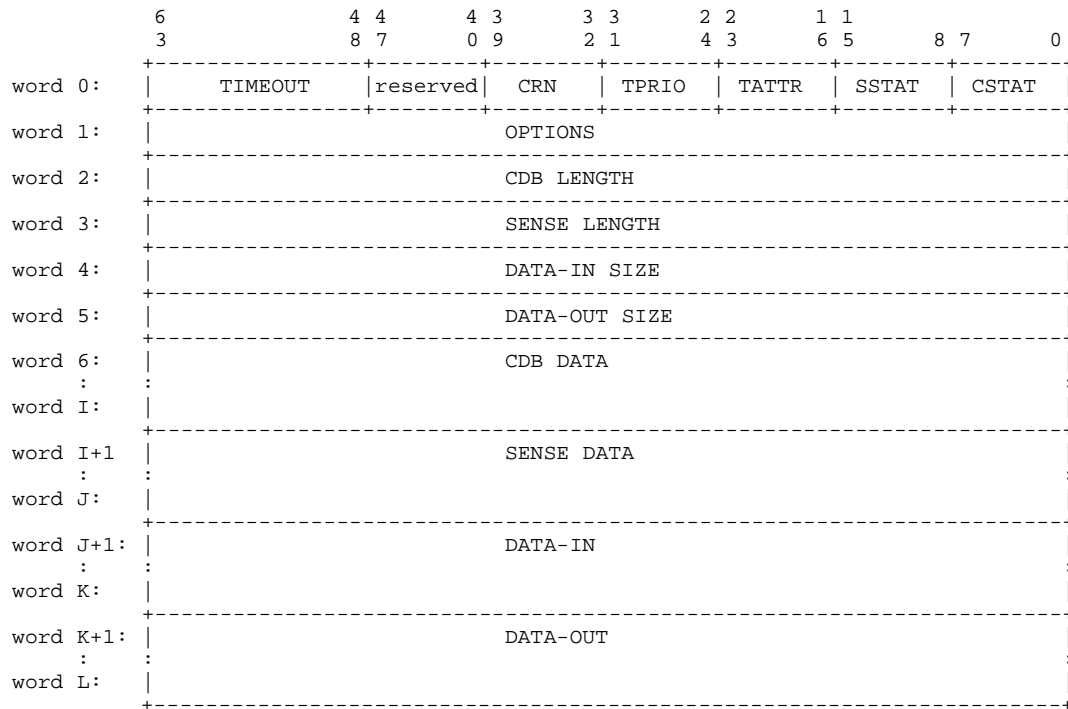 6 4 4 4 3 3 3 2 2 1 1
3 8 7 0 9 2 1 4 3 6 5 8 7 0
word 0: | TIMEOUT |reserved| CRN | TPRIO | TATTR | SSTAT | CSTAT |
word 1: | OPTIONS |
word 2: | CDB LENGTH |
word 3: | SENSE LENGTH |
word 4: | DATA-IN SIZE |
word 5: | DATA-OUT SIZE |
word 6: | CDB DATA |
: : :
word I: | |
word I+1 | SENSE DATA |
: : :
word J: | |
word J+1: | DATA-IN |
: : :
word K: | |
word K+1: | DATA-OUT |
: : :
word L: | |